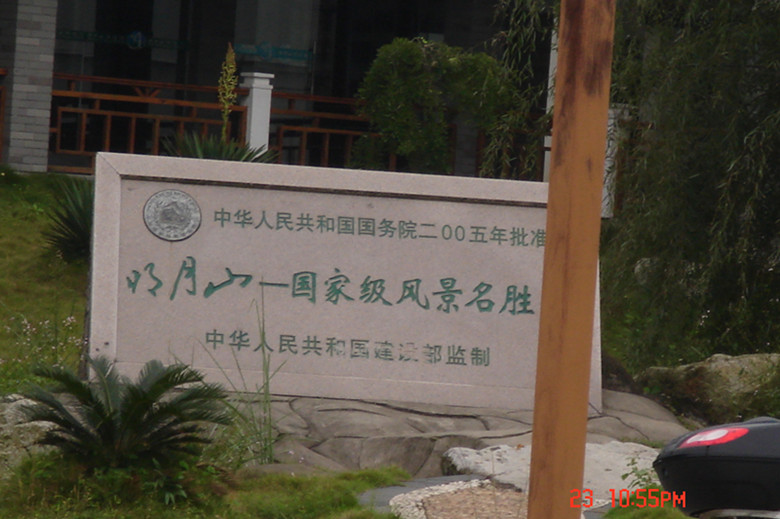 中华人民共和国国务院二00五年批准
明月山—国家级风景名胜
中华人民共和国建设部监制
23 10:55PM